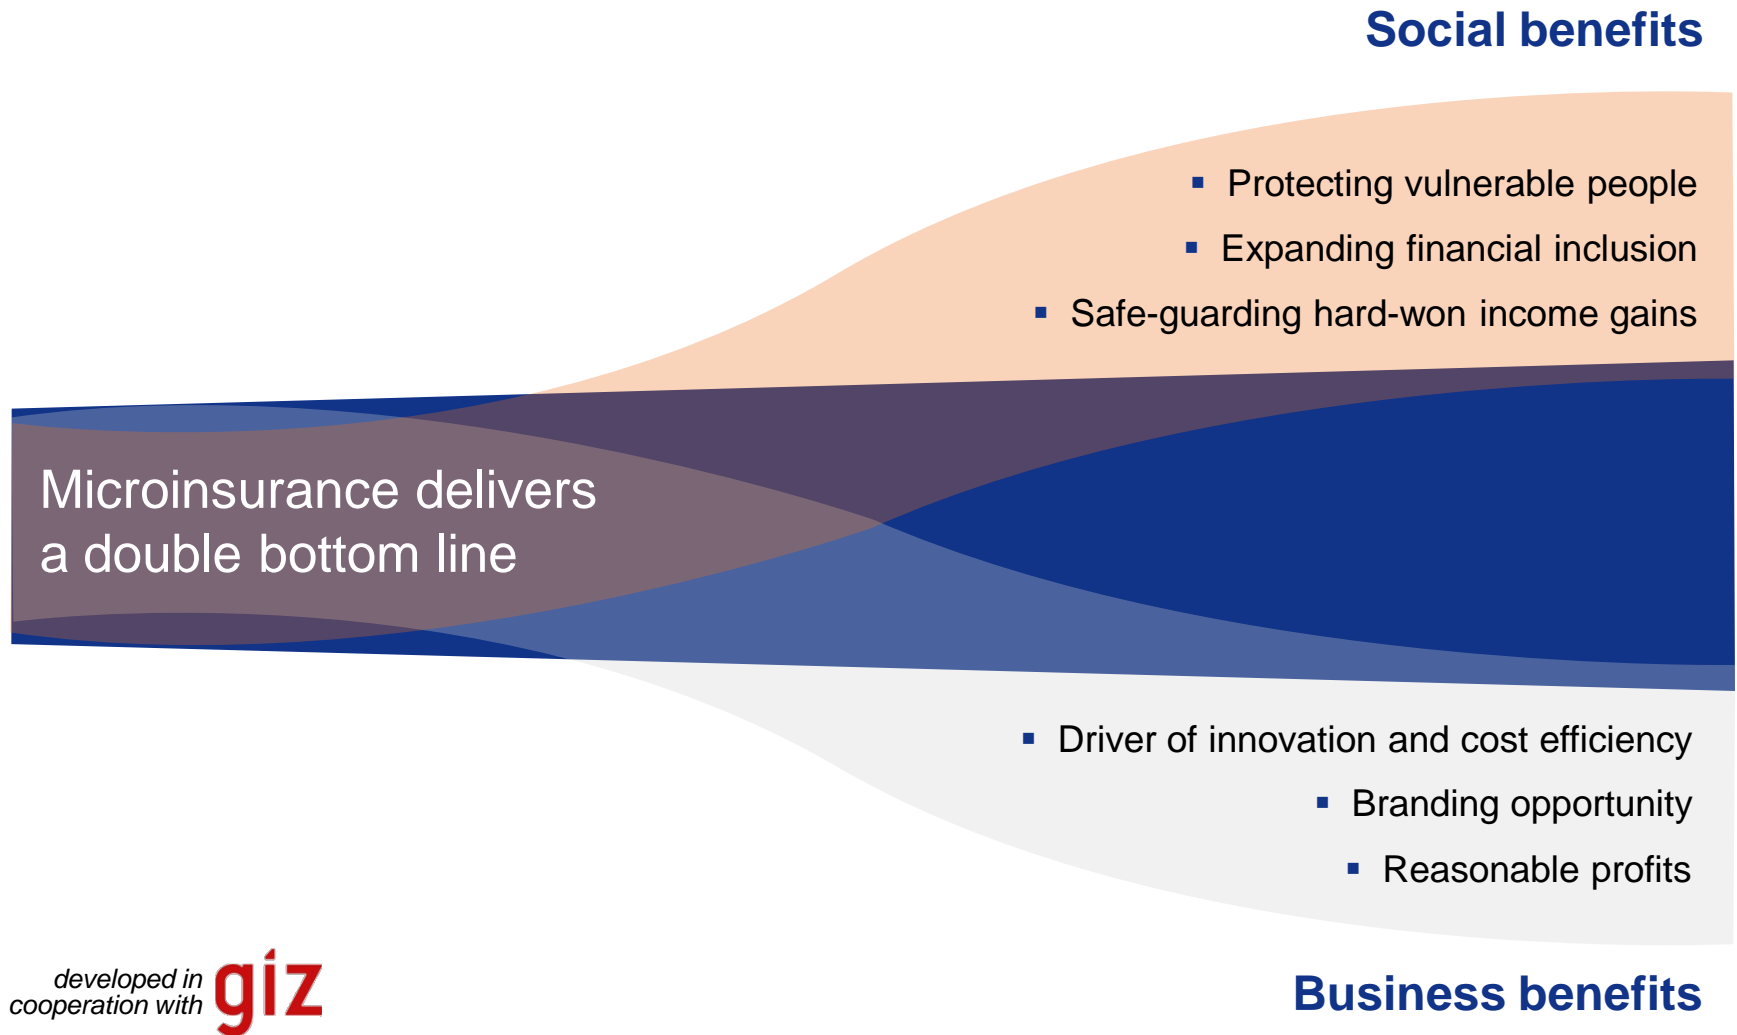 Social benefits
▪ Protecting vulnerable people
▪ Expanding financial inclusion
▪ Safe-guarding hard-won income gains
Microinsurance delivers
a double bottom line
▪ Driver of innovation and cost efficiency
▪ Branding opportunity
▪ Reasonable profits
developed in
cooperation with
giz
Business benefits